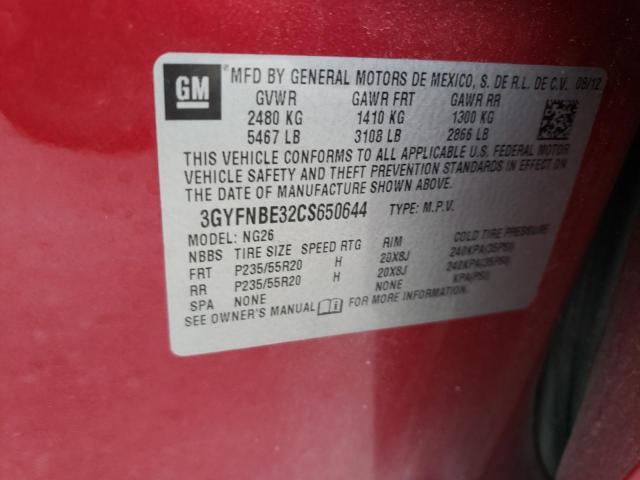 GM MFD BY GENERAL MOTORS DE MEXICO, S. DE R.L. DE C.V. 08/12
GVWR GAWR FRT GAWR RR
2480 KG 1410 KG 1300 KG
5467 LB 3108 LB 2866 LB
THIS VEHICLE CONFORMS TO ALL APPLICABLE U.S. FEDERAL MOTOR
VEHICLE SAFETY AND THEFT PREVENTION STANDARDS IN EFFECT ON
THE DATE OF MANUFACTURE SHOWN ABOVE.
3GYFNBE32CS650644 TYPE: M.P.V.
MODEL: NG26
NBBS TIRE SIZE SPEED RTG RIM COLD TIRE PRESSURE
FRT P235/55R20 H 20X8J 240KPA(35PSI)
RR P235/55R20 H 20X8J 240KPA(35PSI)
SPA NONE NONE KPA(PSI)
SEE OWNER'S MANUAL FOR MORE INFORMATION.